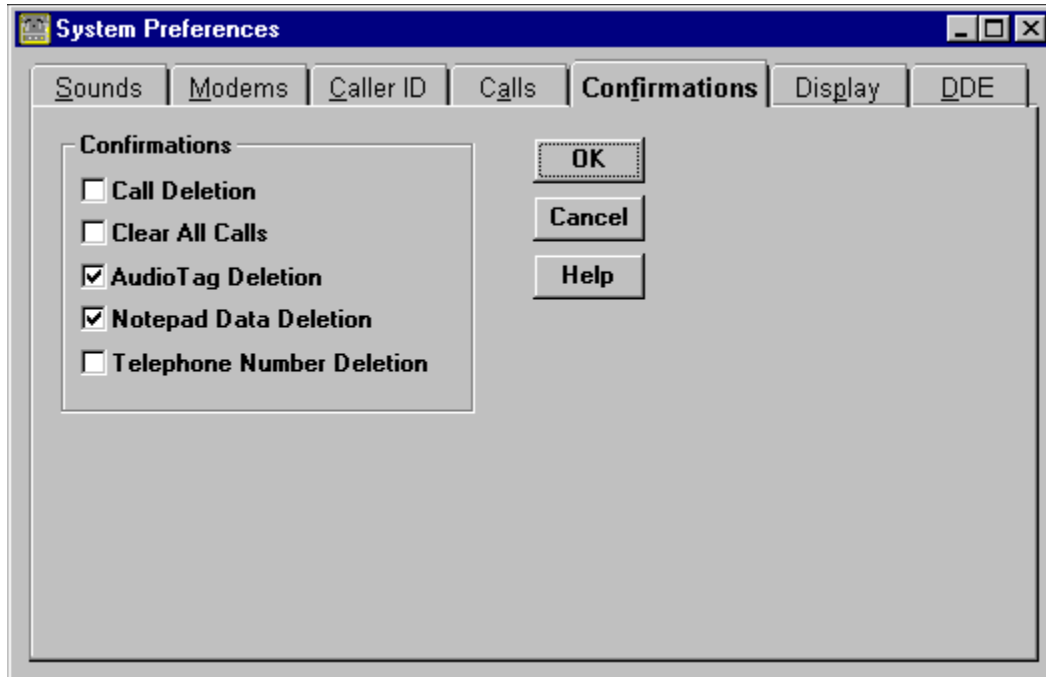 System Preferences
Sounds Modems Caller ID Calls Confirmations Display DDE
Confirmations
Call Deletion
Clear All Calls
AudioTag Deletion
Notepad Data Deletion
Telephone Number Deletion
OK
Cancel
Help